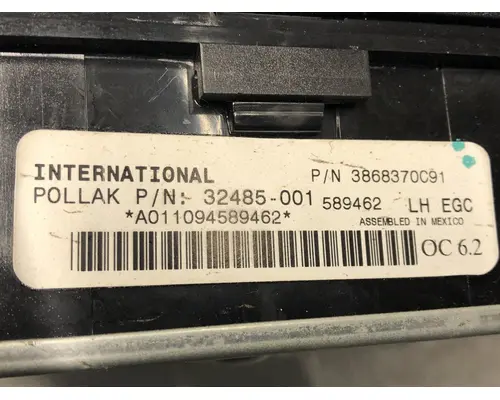 INTERNATIONAL P/N 3868370C91
POLLAK P/N: 32485-001 589462 LH EGC
*A011094589462* ASSEMBLED IN MEXICO
OC 6.2